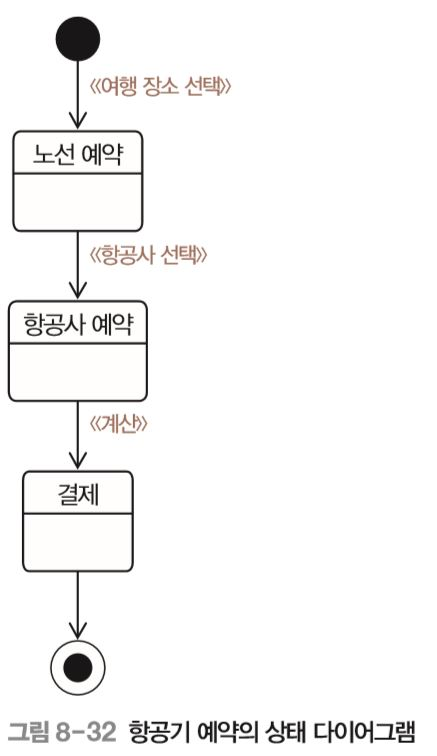 《여행 장소 선택》
노선 예약
《항공사 선택》
항공사 예약
《계산》
결제
그림 8-32 항공기 예약의 상태 다이어그램